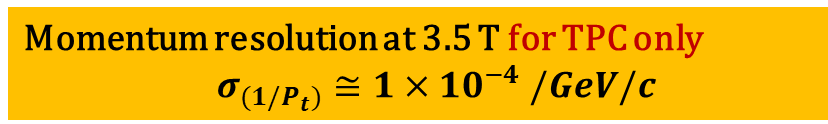 Momentum resolution at 3.5 T for TPC only
σ(1/Pₜ) ≅ 1 × 10⁻⁴ /GeV/c